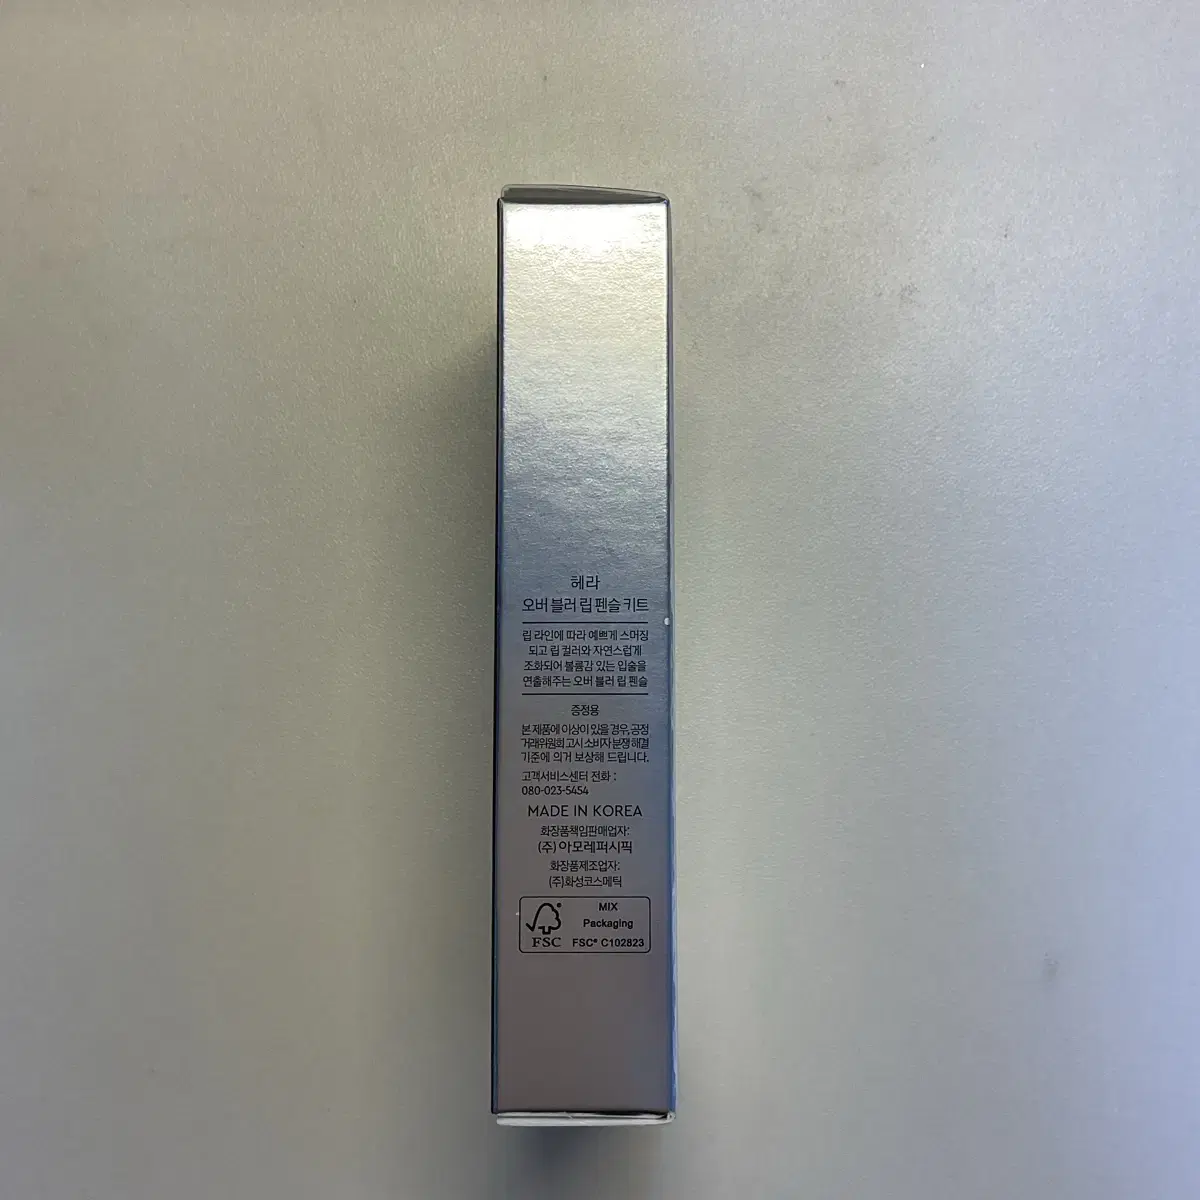 헤라
오버 블러 립 펜슬 키트
립 라인에 따라 예쁘게 스머징
되고 립 컬러와 자연스럽게
조화되어 볼륨감 있는 입술을
연출해주는 오버 블러 립 펜슬
증정용
본 제품에 이상이 있을 경우, 공정
거래위원회 고시 소비자 분쟁 해결
기준에 의거 보상해 드립니다.
고객서비스센터 전화 :
080-023-5454
MADE IN KOREA
화장품책임판매업자:
(주) 아모레퍼시픽
화장품제조업자:
(주)화성코스메틱
MIX
Packaging
FSC FSC® C102823